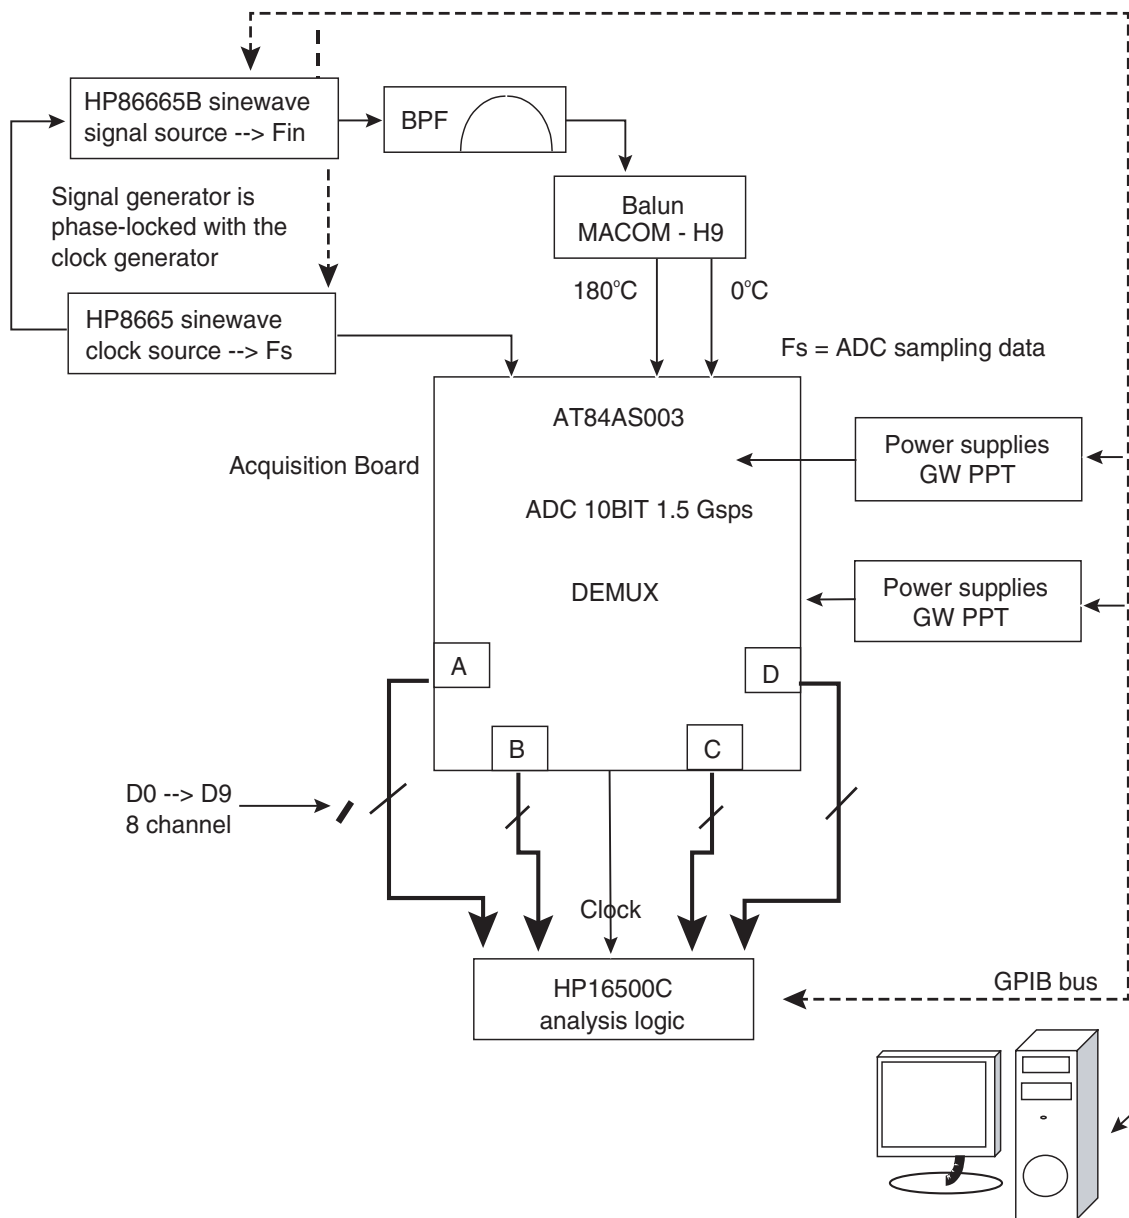 HP86665B sinewave
signal source --> Fin
BPF
Signal generator is
phase-locked with the
clock generator
Balun
MACOM - H9
180°C
0°C
HP8665 sinewave
clock source --> Fs
Fs = ADC sampling data
AT84AS003
Acquisition Board
ADC 10BIT 1.5 Gsps
DEMUX
Power supplies
GW PPT
Power supplies
GW PPT
A
D
B
C
D0 --> D9
8 channel
Clock
HP16500C
analysis logic
GPIB bus